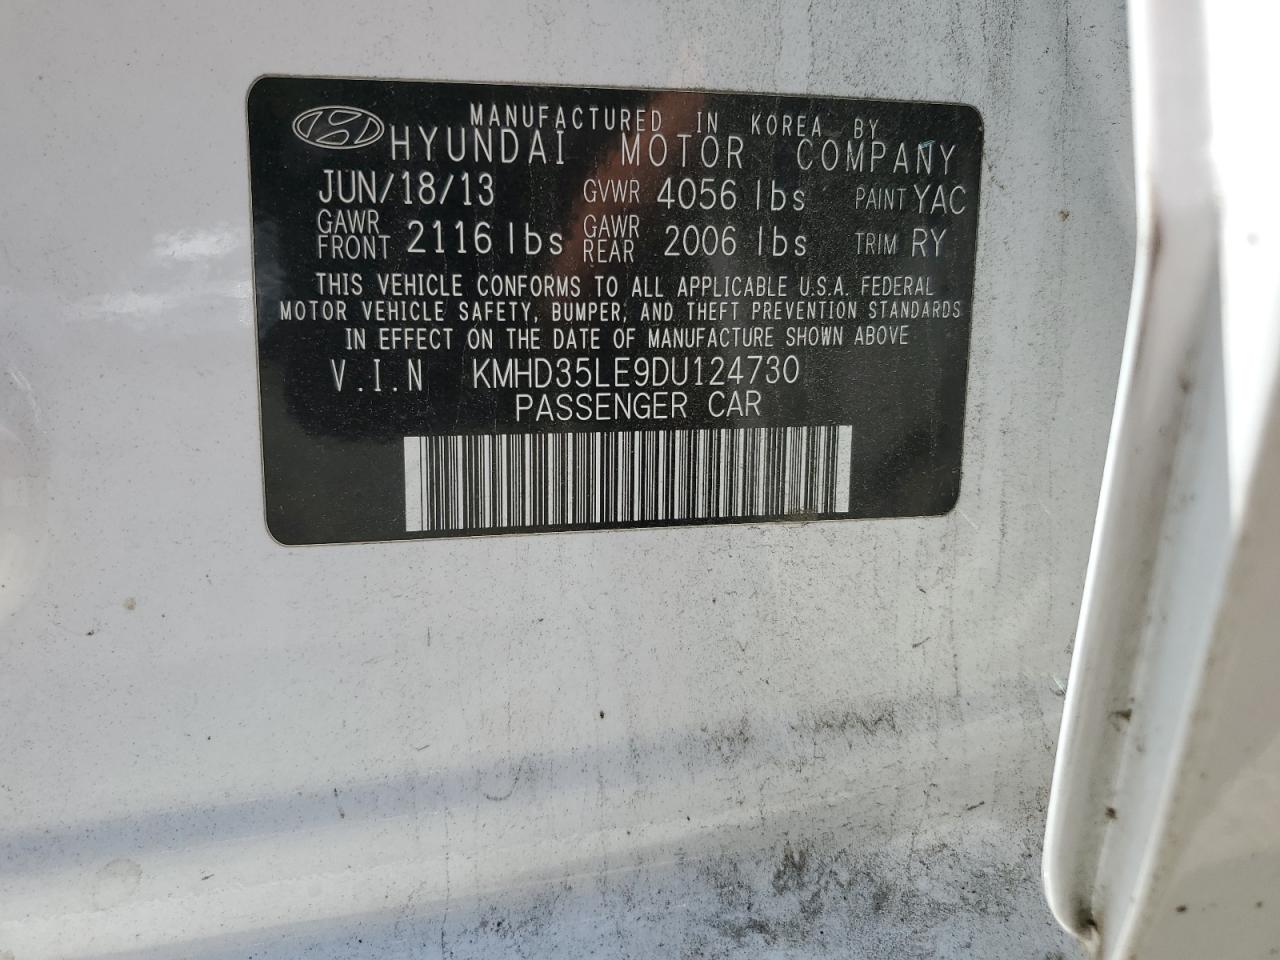 MANUFACTURED IN KOREA BY
HYUNDAI MOTOR COMPANY
JUN/18/13 GVWR 4056 lbs PAINT YAC
GAWR FRONT 2116 lbs GAWR REAR 2006 lbs TRIM RY
THIS VEHICLE CONFORMS TO ALL APPLICABLE U.S.A. FEDERAL
MOTOR VEHICLE SAFETY, BUMPER, AND THEFT PREVENTION STANDARDS
IN EFFECT ON THE DATE OF MANUFACTURE SHOWN ABOVE
V.I.N KMHD35LE9DU124730
PASSENGER CAR